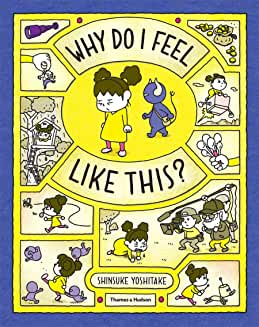 WHY DO I FEEL
LIKE THIS?
SHINSUKE YOSHITAKE
Thames & Hudson